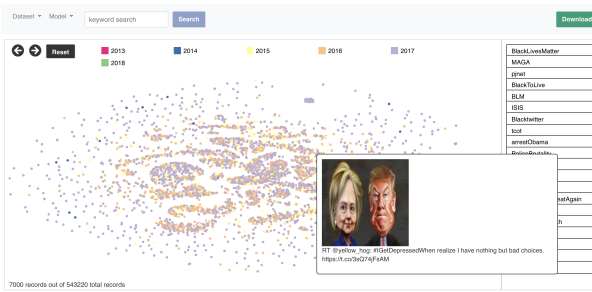 Dataset Model keyword search Search Download
Reset 2013 2014 2015 2016 2017
2018
BlackLivesMatter
MAGA
pjnet
BlackToLive
BLM
ISIS
Blacktwitter
tcot
arrestObama
RT @yellow_hog: #IGetDepressedWhen realize I have nothing but bad choices.
https://t.co/3sQ74jFsAM
7000 records out of 543220 total records